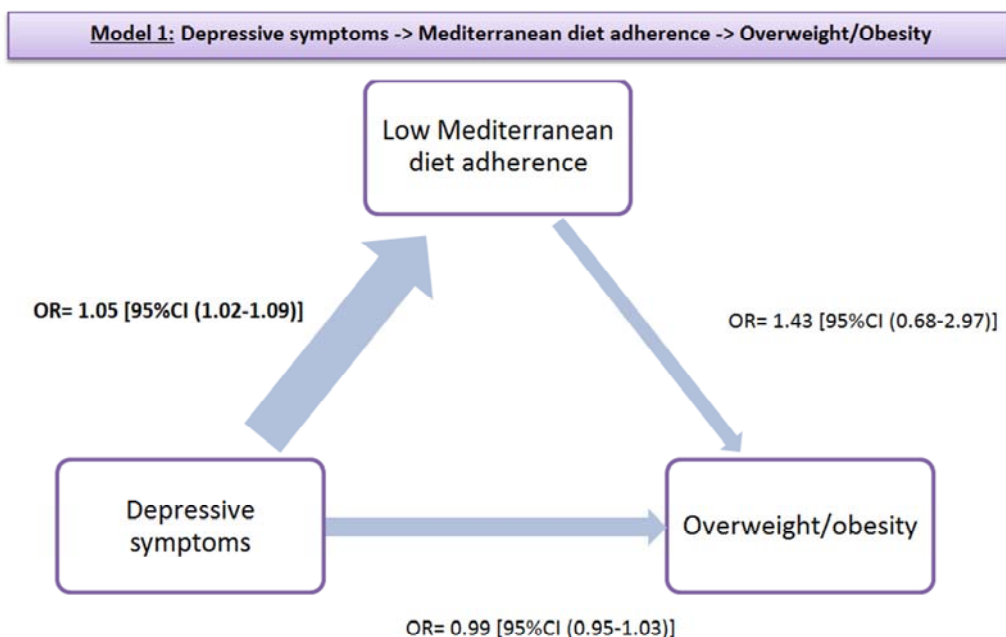 Model 1: Depressive symptoms -> Mediterranean diet adherence -> Overweight/Obesity
Low Mediterranean
diet adherence
OR= 1.05 [95%CI (1.02-1.09)]
OR= 1.43 [95%CI (0.68-2.97)]
Depressive
symptoms
Overweight/obesity
OR= 0.99 [95%CI (0.95-1.03)]